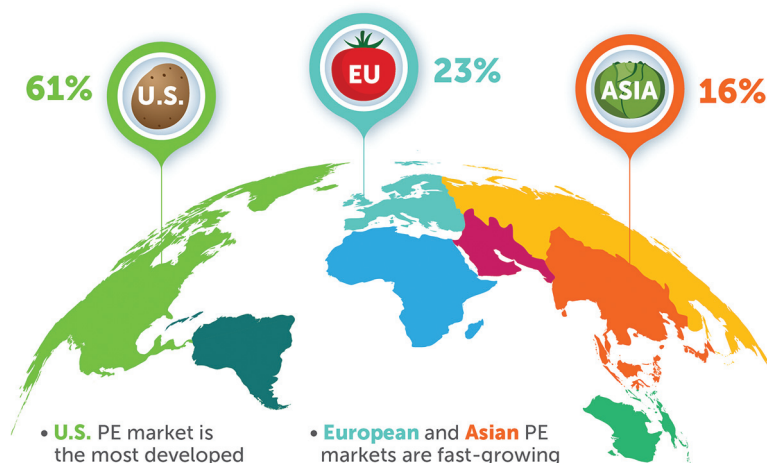 61%
U.S.
EU
23%
ASIA
16%
• U.S. PE market is
the most developed
• European and Asian PE
markets are fast-growing